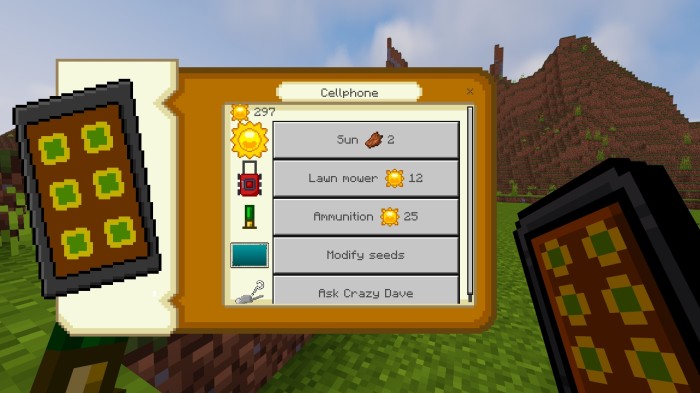 Cellphone
×
297
Sun 2
Lawn mower 12
Ammunition 25
Modify seeds
Ask Crazy Dave